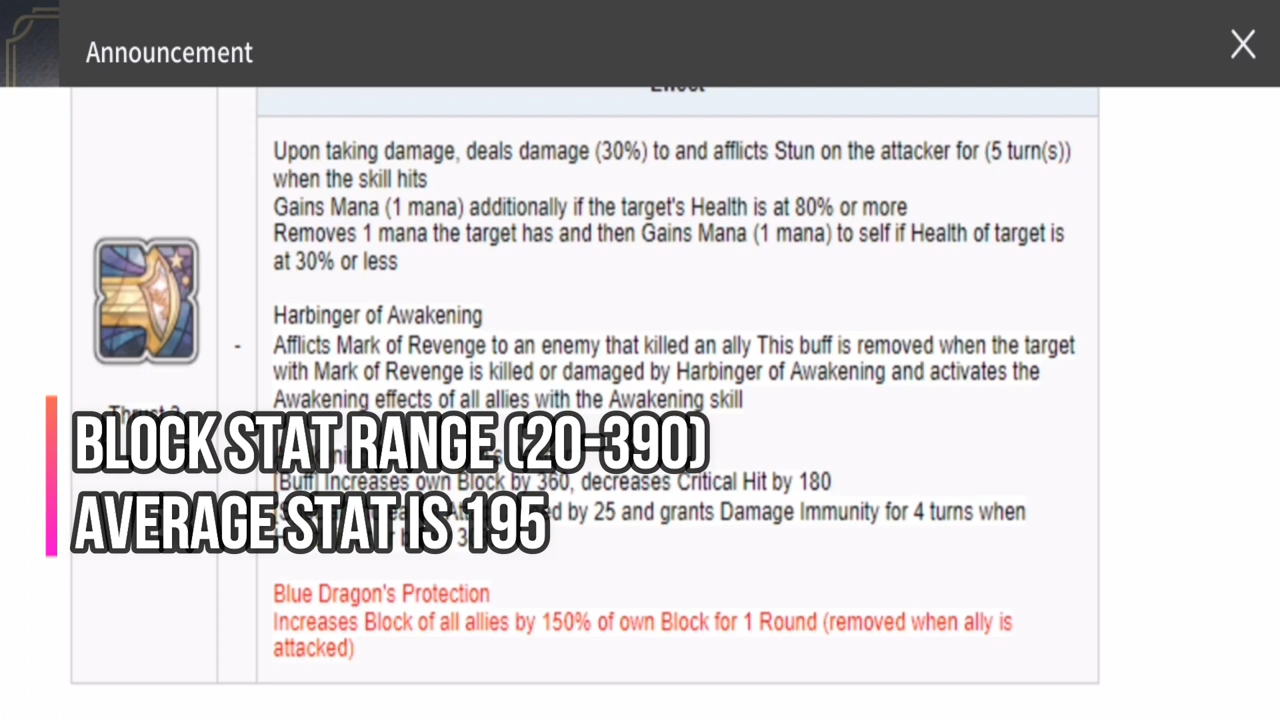 Announcement
Effect
Upon taking damage, deals damage (30%) to and afflicts Stun on the attacker for (5 turn(s))
when the skill hits
Gains Mana (1 mana) additionally if the target's Health is at 80% or more
Removes 1 mana the target has and then Gains Mana (1 mana) to self if Health of target is
at 30% or less
Harbinger of Awakening
-
Afflicts Mark of Revenge to an enemy that killed an ally This buff is removed when the target
with Mark of Revenge is killed or damaged by Harbinger of Awakening and activates the
Awakening effects of all allies with the Awakening skill
BLOCK STAT RANGE (20-390)
[Buff] Increases own Block by 360, decreases Critical Hit by 180
AVERAGE STAT IS 195
by 25 and grants Damage Immunity for 4 turns when
Blue Dragon's Protection
Increases Block of all allies by 150% of own Block for 1 Round (removed when ally is
attacked)